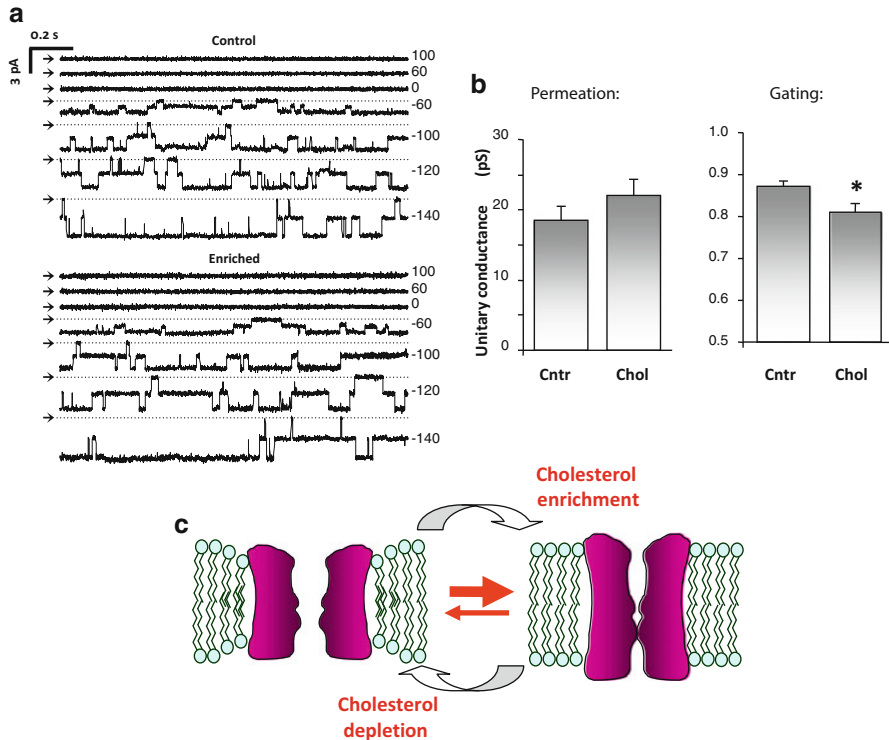 a
0.2 s
3 pA
Control
100
60
0
-60
-100
-120
-140
Enriched
100
60
0
-60
-100
-120
-140
b
Permeation:
Unitary conductance (pS)
30
20
10
0
Cntr
Chol
Gating:
1.0
0.9
0.8
0.7
0.6
0.5
*
Cntr
Chol
c
Cholesterol
enrichment
Cholesterol
depletion